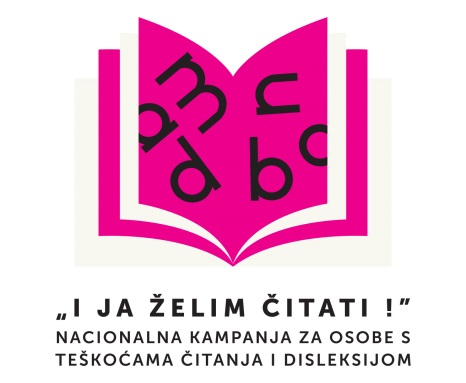 a m n
d b o
„I JA ŽELIM ČITATI !”
NACIONALNA KAMPANJA ZA OSOBE S
TEŠKOĆAMA ČITANJA I DISLEKSIJOM